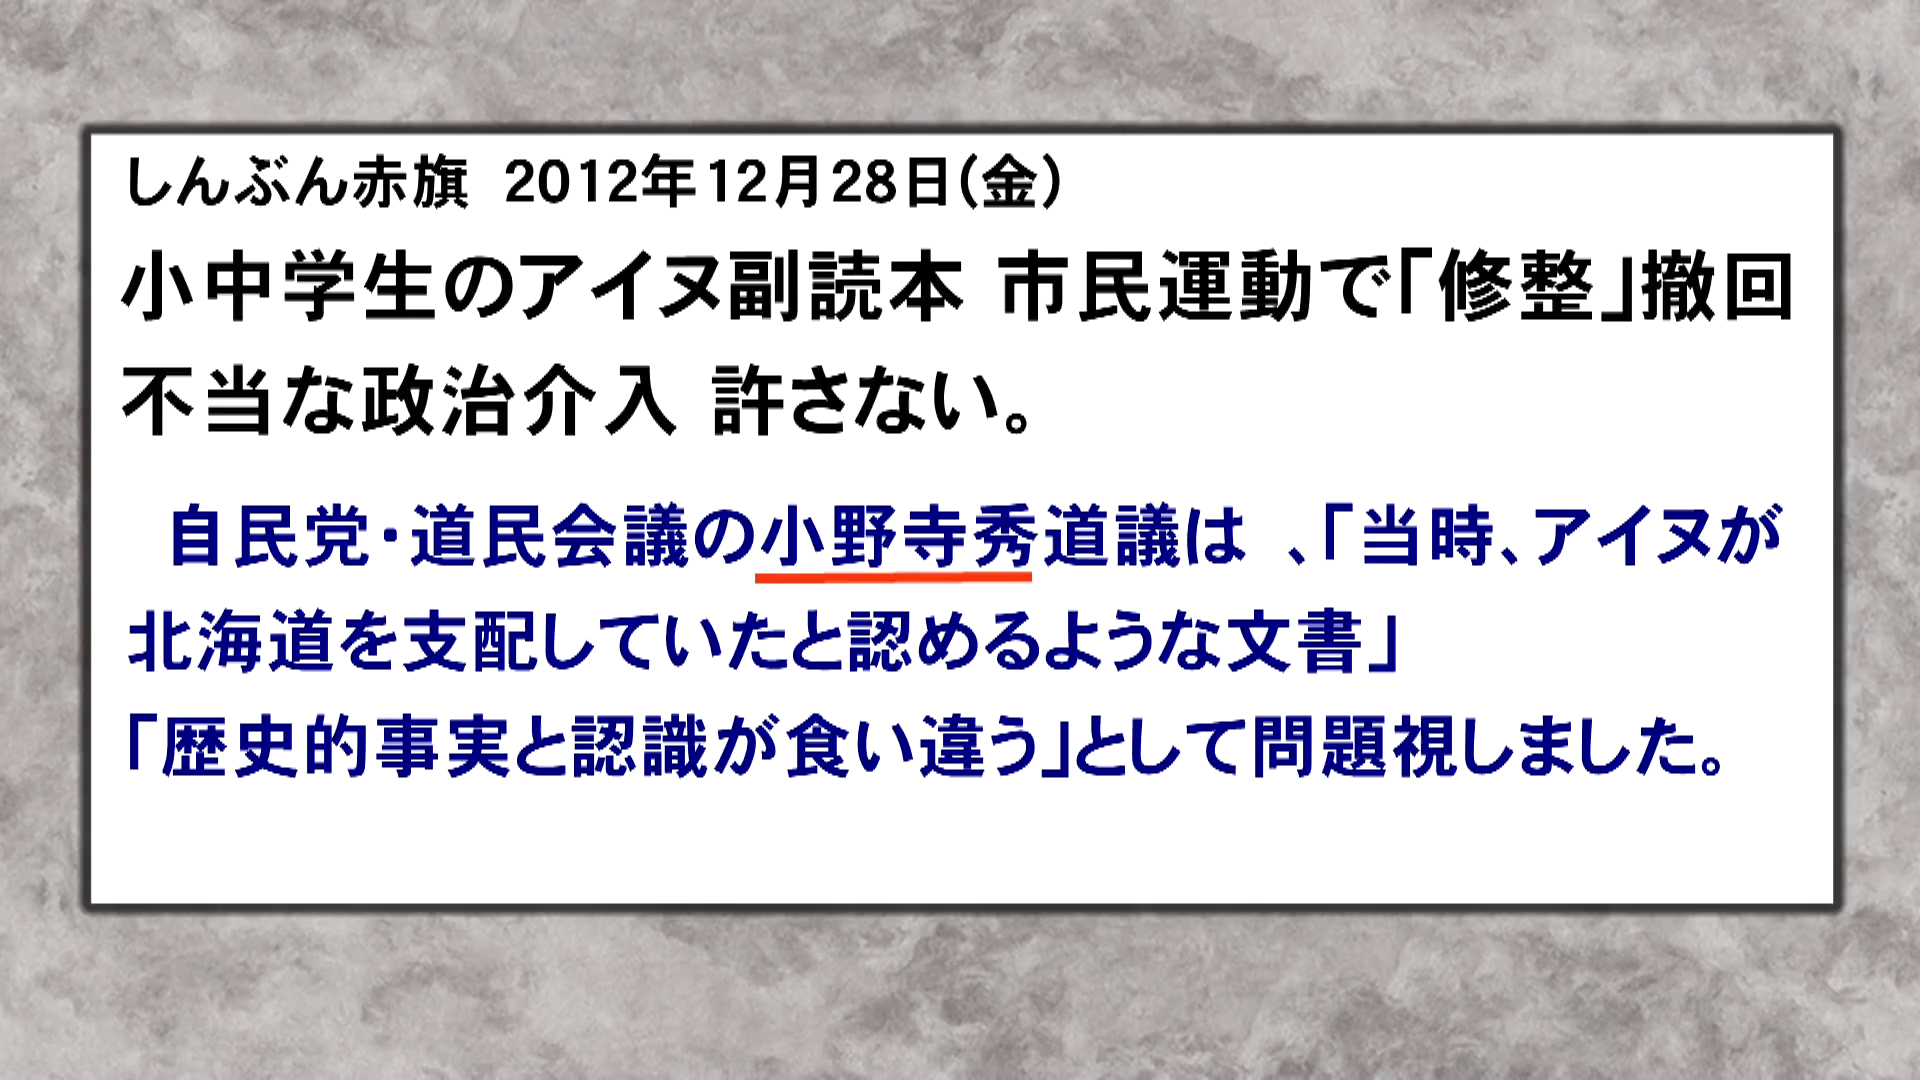 しんぶん赤旗 2012年12月28日(金)
小中学生のアイヌ副読本 市民運動で「修整」撤回
不当な政治介入 許さない。
自民党・道民会議の小野寺秀道議は 、「当時、アイヌが
北海道を支配していたと認めるような文書」
「歴史的事実と認識が食い違う」として問題視しました。